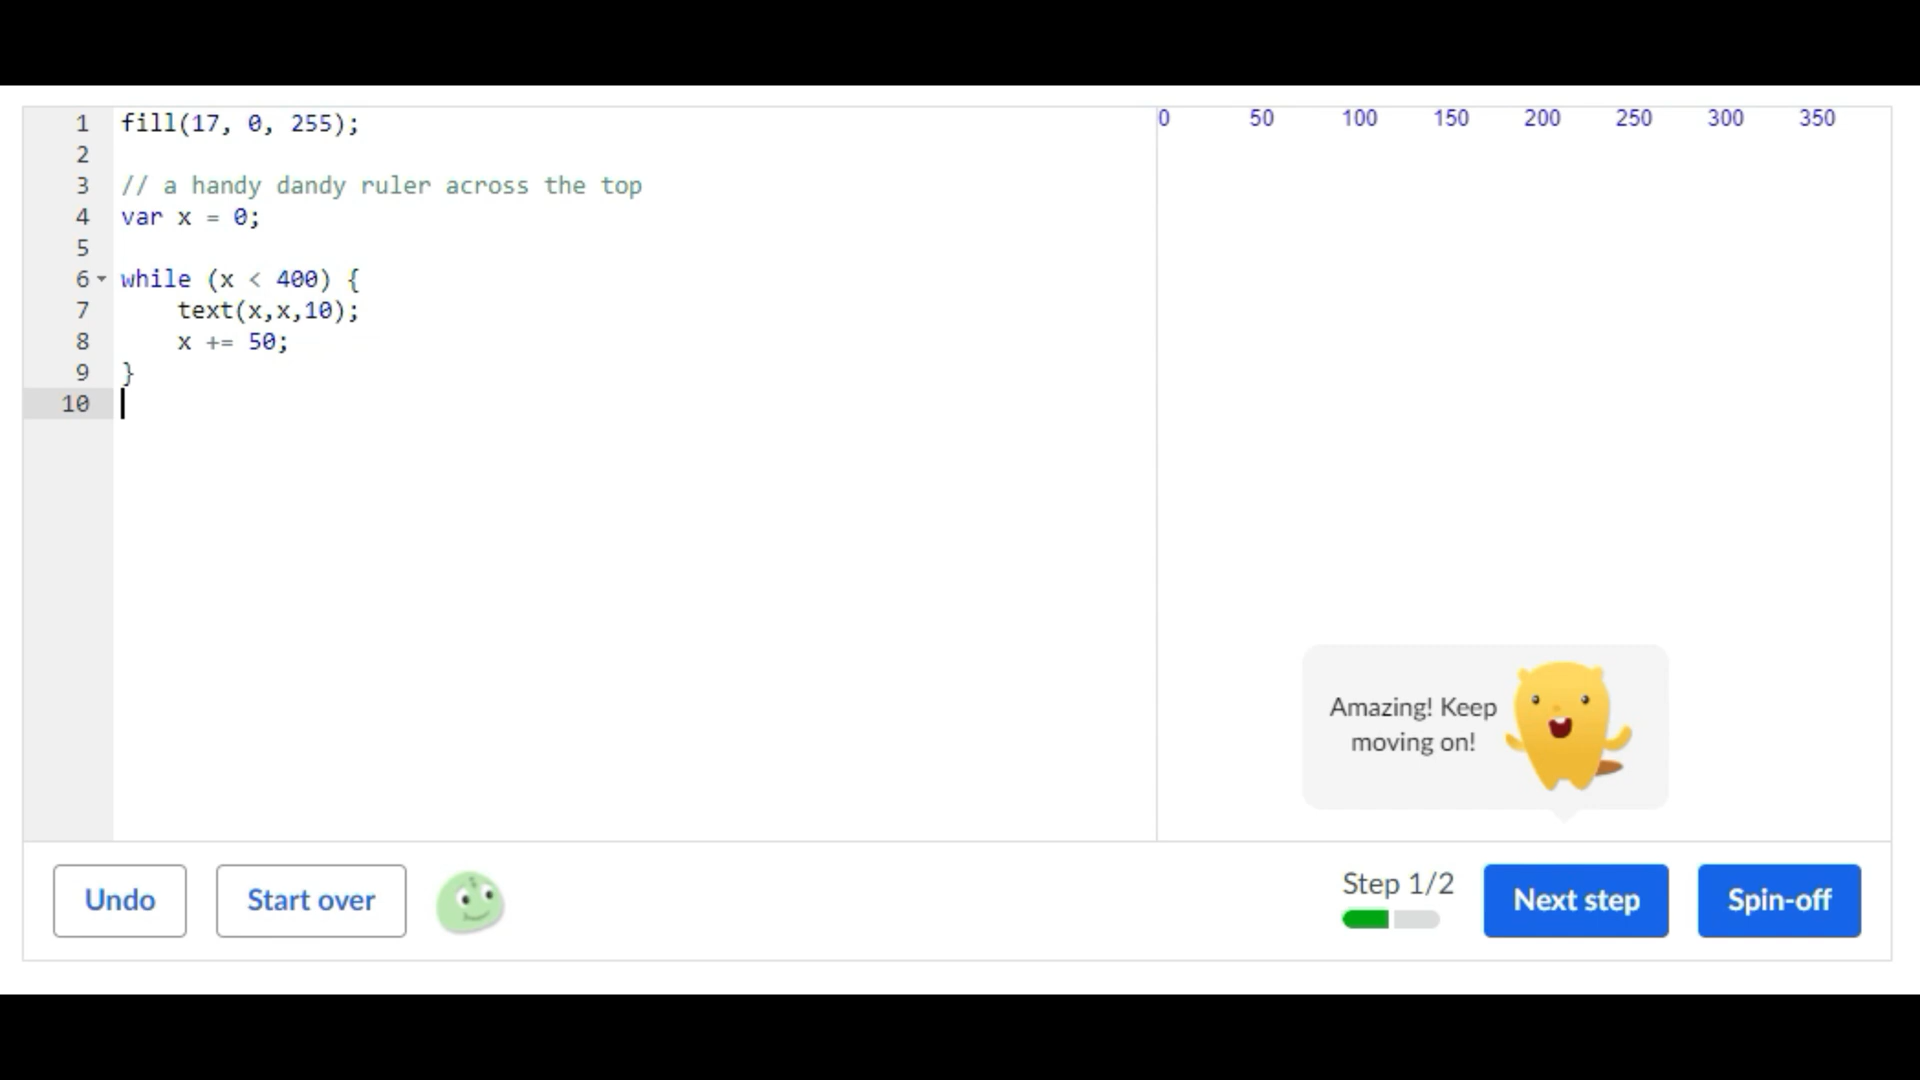 1 fill(17, 0, 255);
2
3 // a handy dandy ruler across the top
4 var x = 0;
5
6 while (x < 400) {
7     text(x,x,10);
8     x += 50;
9 }
10
0 50 100 150 200 250 300 350
Amazing! Keep
moving on!
Undo
Start over
Step 1/2
Next step
Spin-off